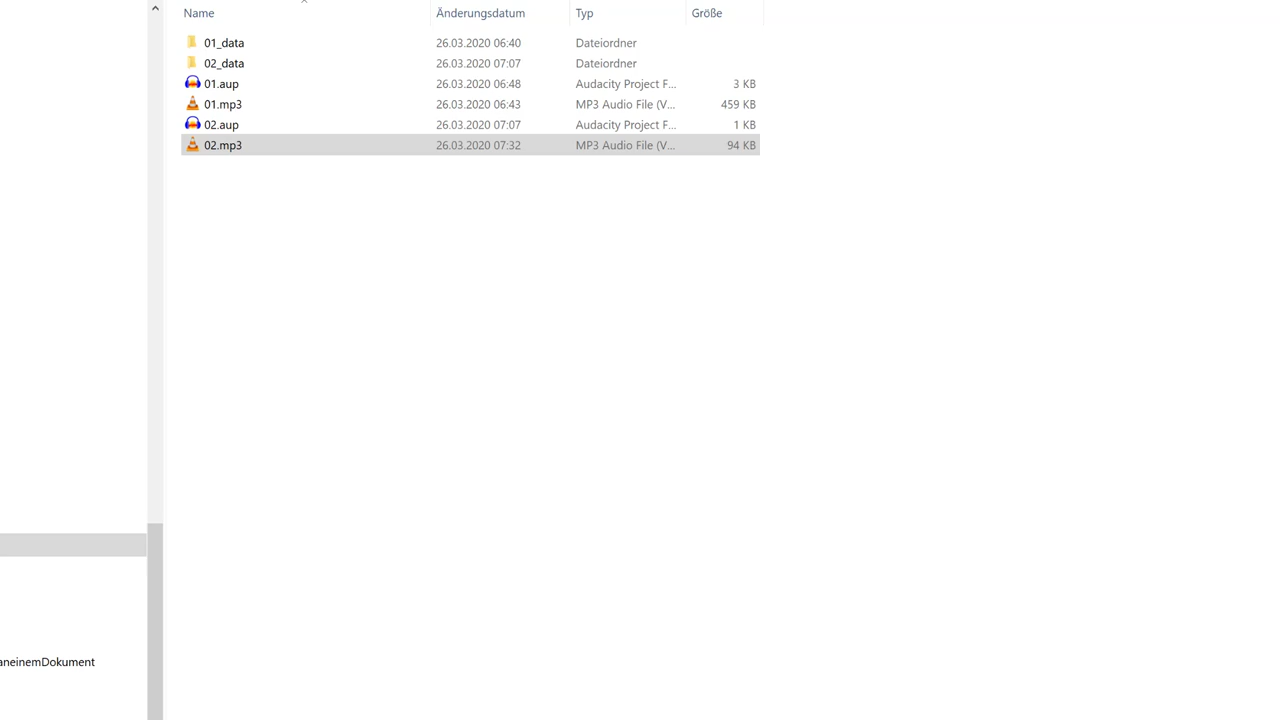 Name Änderungsdatum Typ Größe
01_data 26.03.2020 06:40 Dateiordner
02_data 26.03.2020 07:07 Dateiordner
01.aup 26.03.2020 06:48 Audacity Project F... 3 KB
01.mp3 26.03.2020 06:43 MP3 Audio File (V... 459 KB
02.aup 26.03.2020 07:07 Audacity Project F... 1 KB
02.mp3 26.03.2020 07:32 MP3 Audio File (V... 94 KB
aneinemDokument